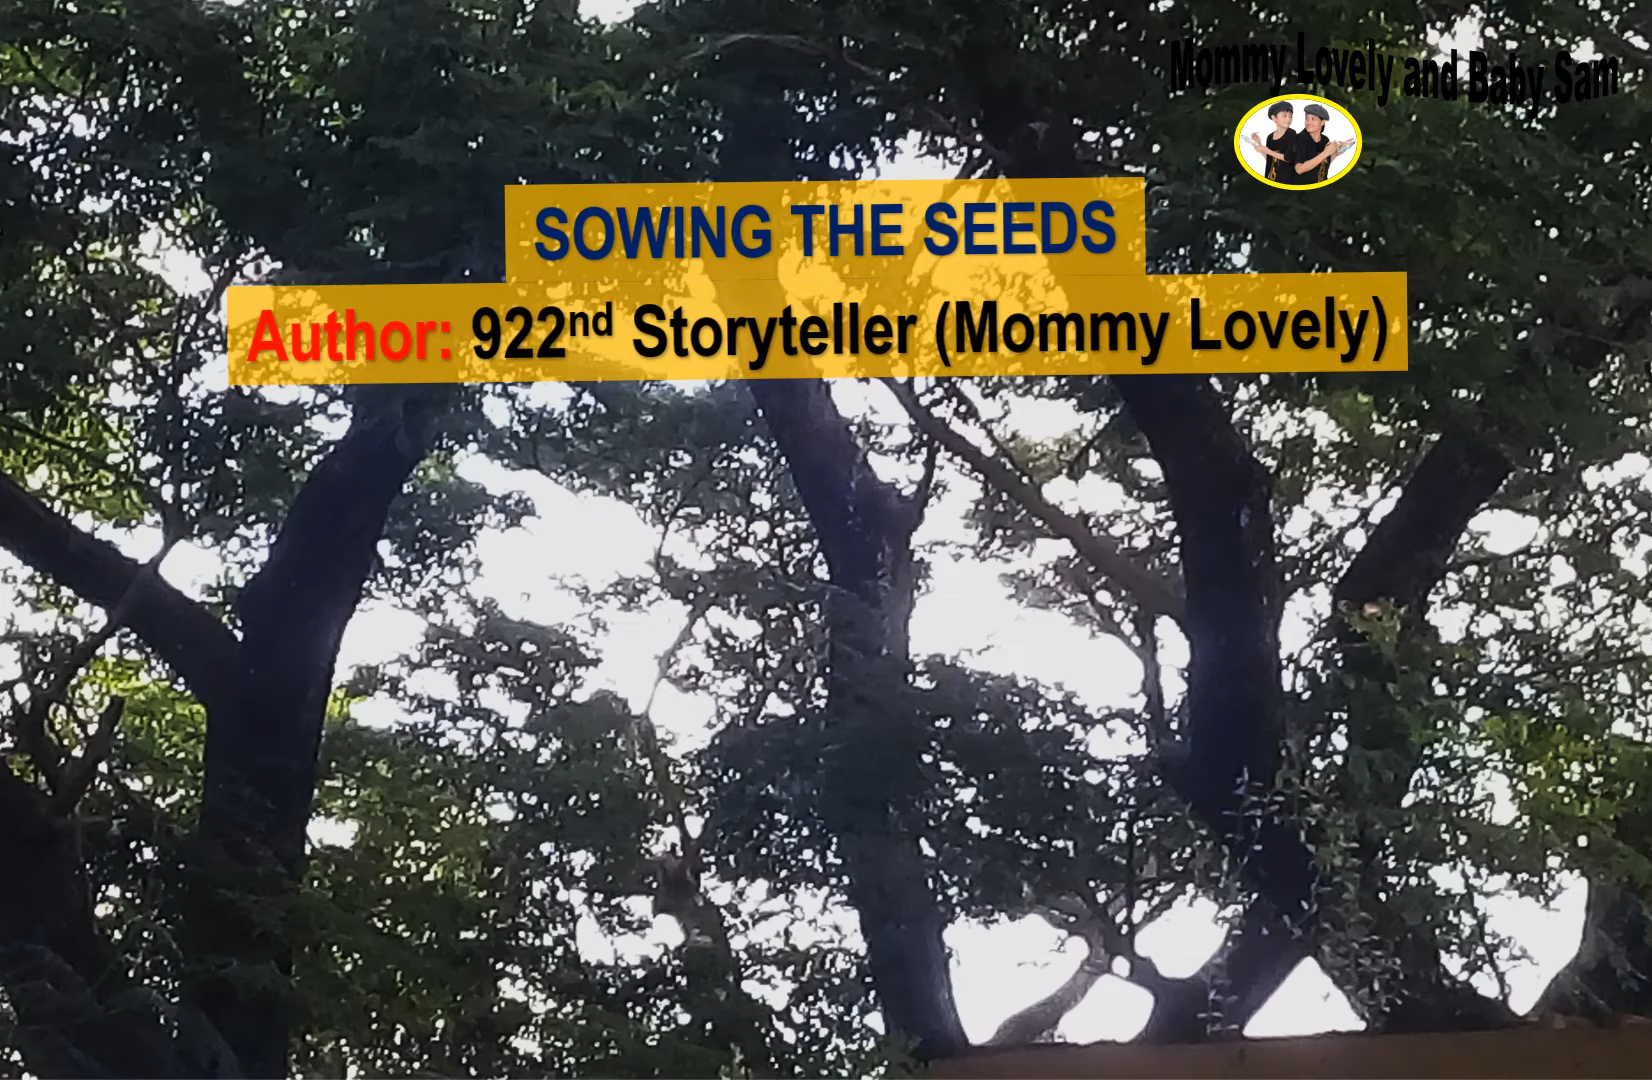 Mommy Lovely and Baby Sam
SOWING THE SEEDS
Author: 922nd Storyteller (Mommy Lovely)